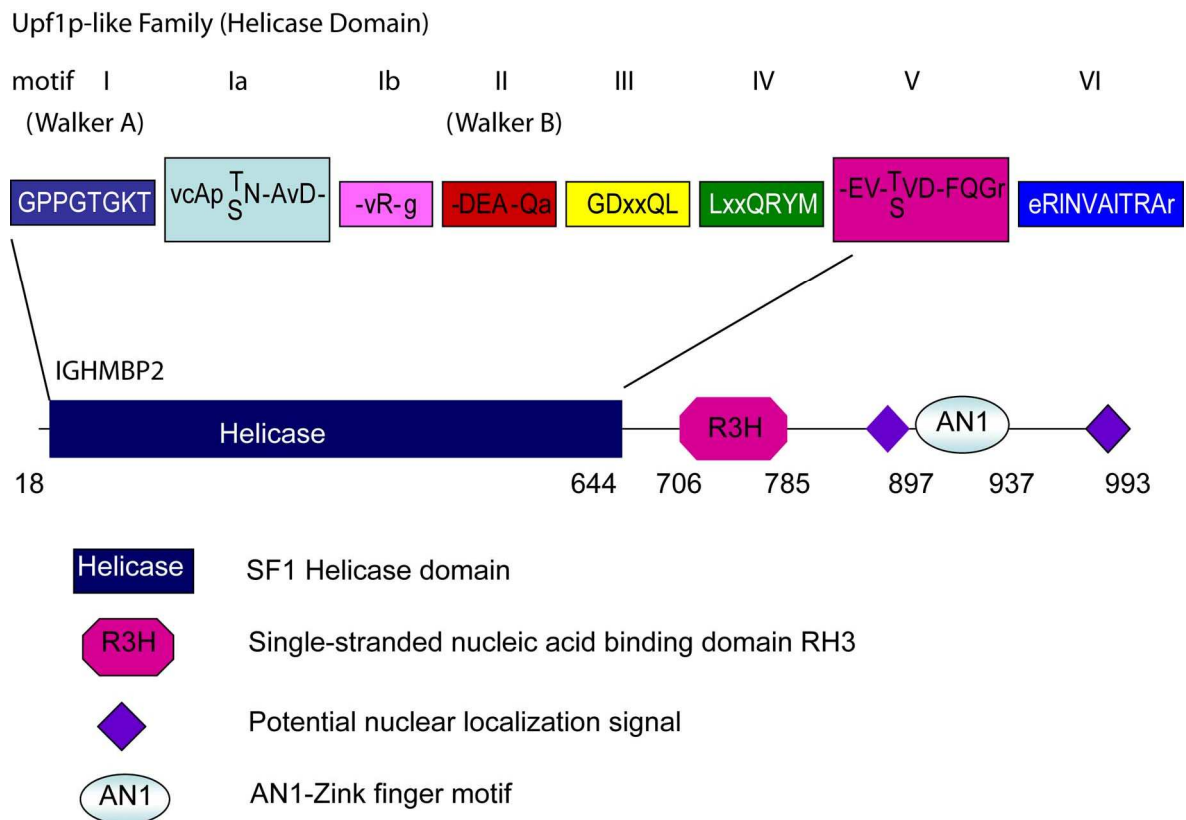 Upf1p-like Family (Helicase Domain)
motif I Ia Ib II III IV V VI
(Walker A) (Walker B)
GPPGTGKT vcAp T/S N-AvD- -vR-g -DEA-Qa GDxxQL LxxQRYM -EV-T/S VD-FQGr eRINVAITRAr
IGHMBP2
Helicase R3H AN1
18 644 706 785 897 937 993
Helicase SF1 Helicase domain
R3H Single-stranded nucleic acid binding domain RH3
Potential nuclear localization signal
AN1 AN1-Zink finger motif